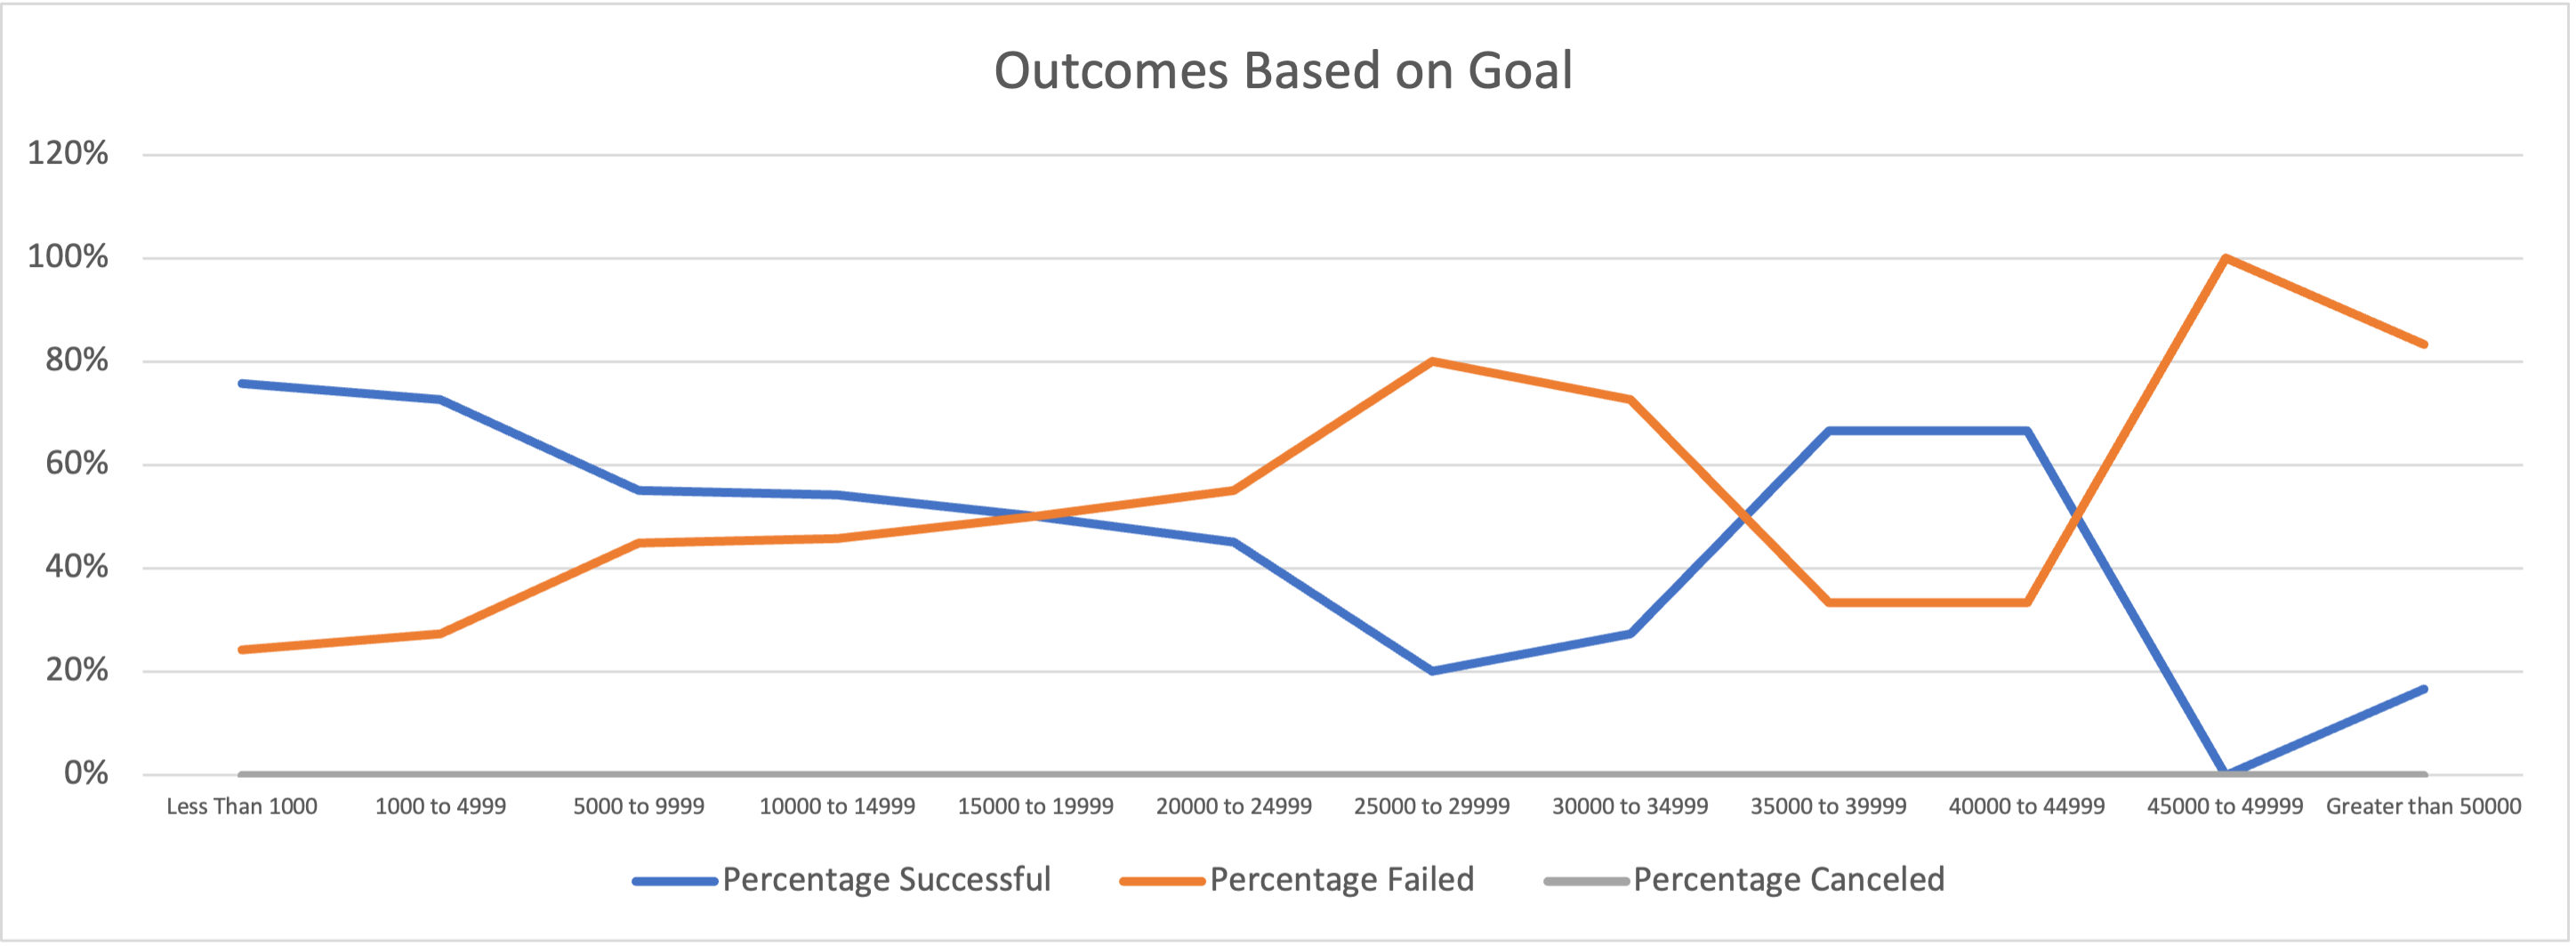 Outcomes Based on Goal
120%
100%
80%
60%
40%
20%
0%
Less Than 1000 1000 to 4999 5000 to 9999 10000 to 14999 15000 to 19999 20000 to 24999 25000 to 29999 30000 to 34999 35000 to 39999 40000 to 44999 45000 to 49999 Greater than 50000
Percentage Successful Percentage Failed Percentage Canceled